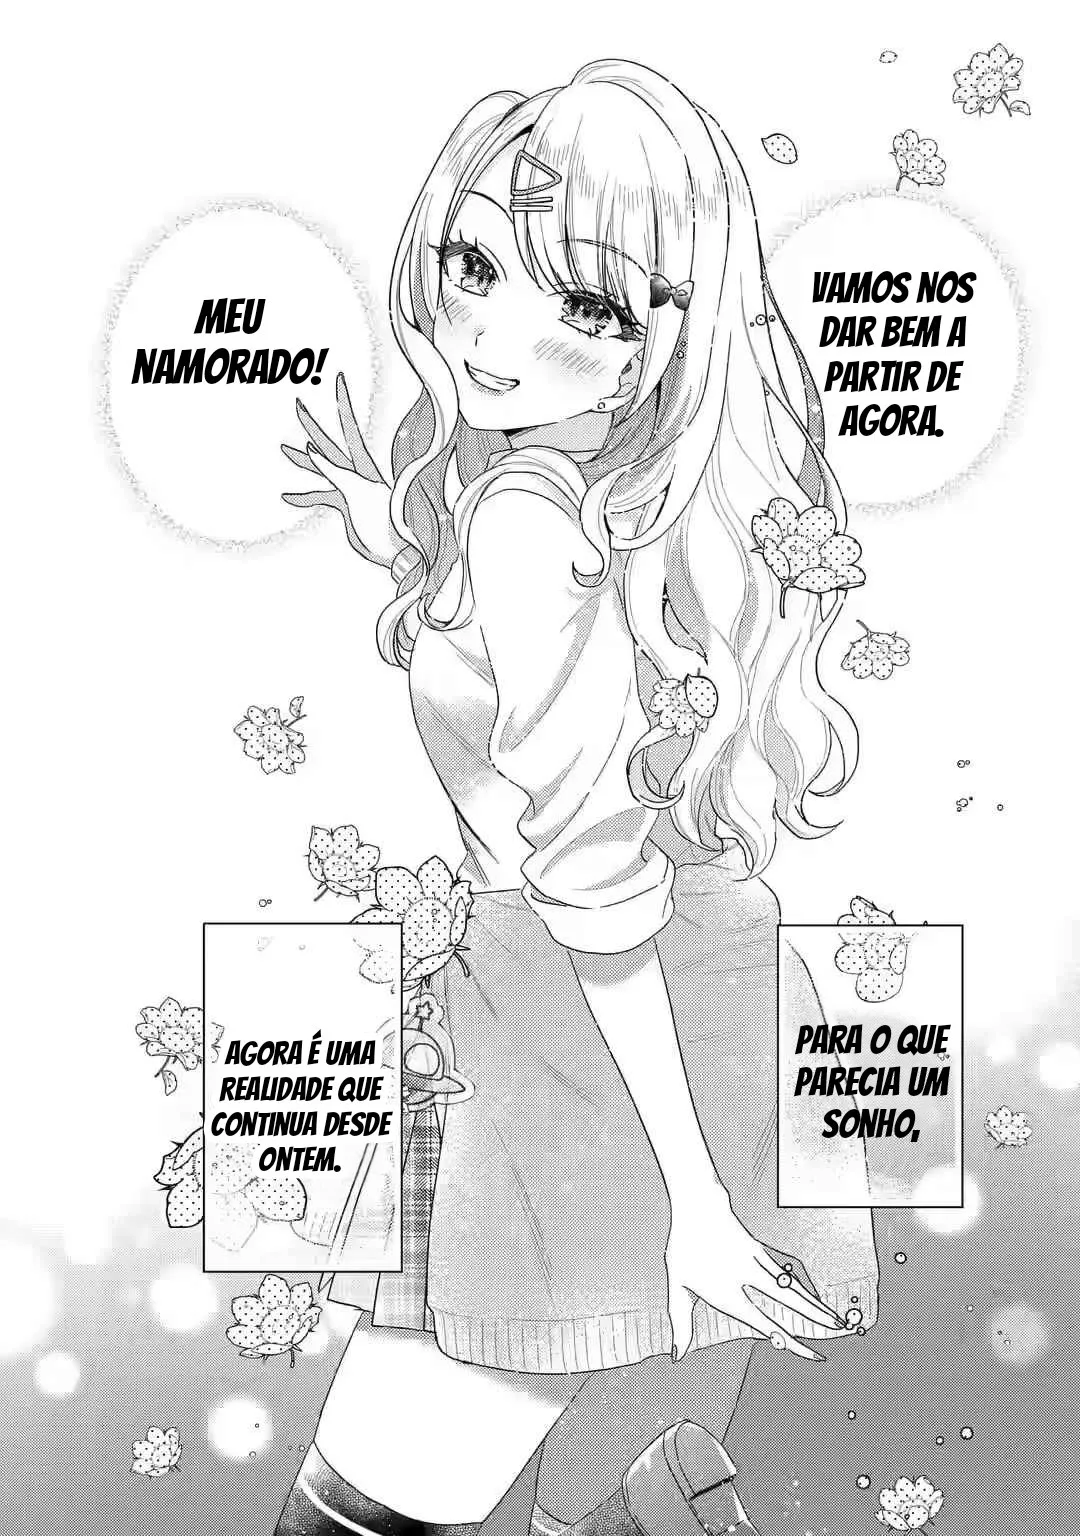 VAMOS NOS
DAR BEM A
PARTIR DE
AGORA.
MEU
NAMORADO!
PARA O QUE
PARECIA UM
SONHO,
AGORA É UMA
REALIDADE QUE
CONTINUA DESDE
ONTEM.